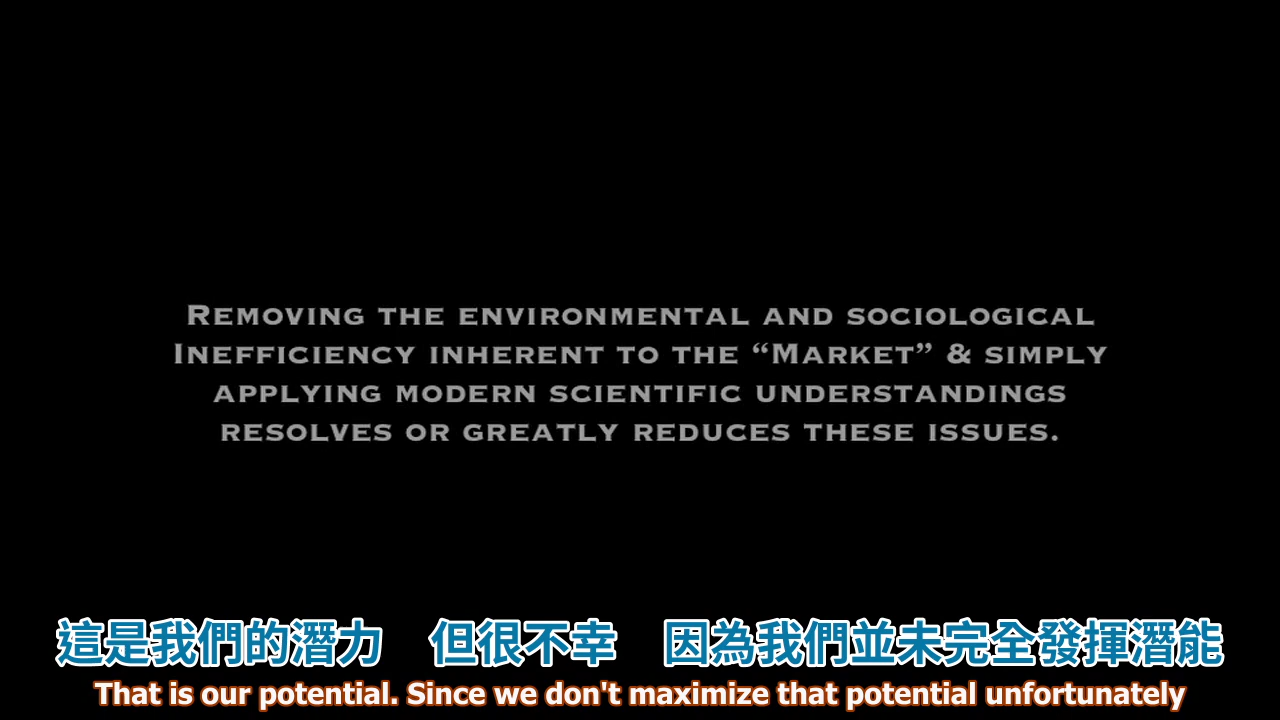 Removing the environmental and sociological
Inefficiency inherent to the “Market” & simply
applying modern scientific understandings
resolves or greatly reduces these issues.
這是我們的潛力 但很不幸 因為我們並未完全發揮潛能
That is our potential. Since we don't maximize that potential unfortunately